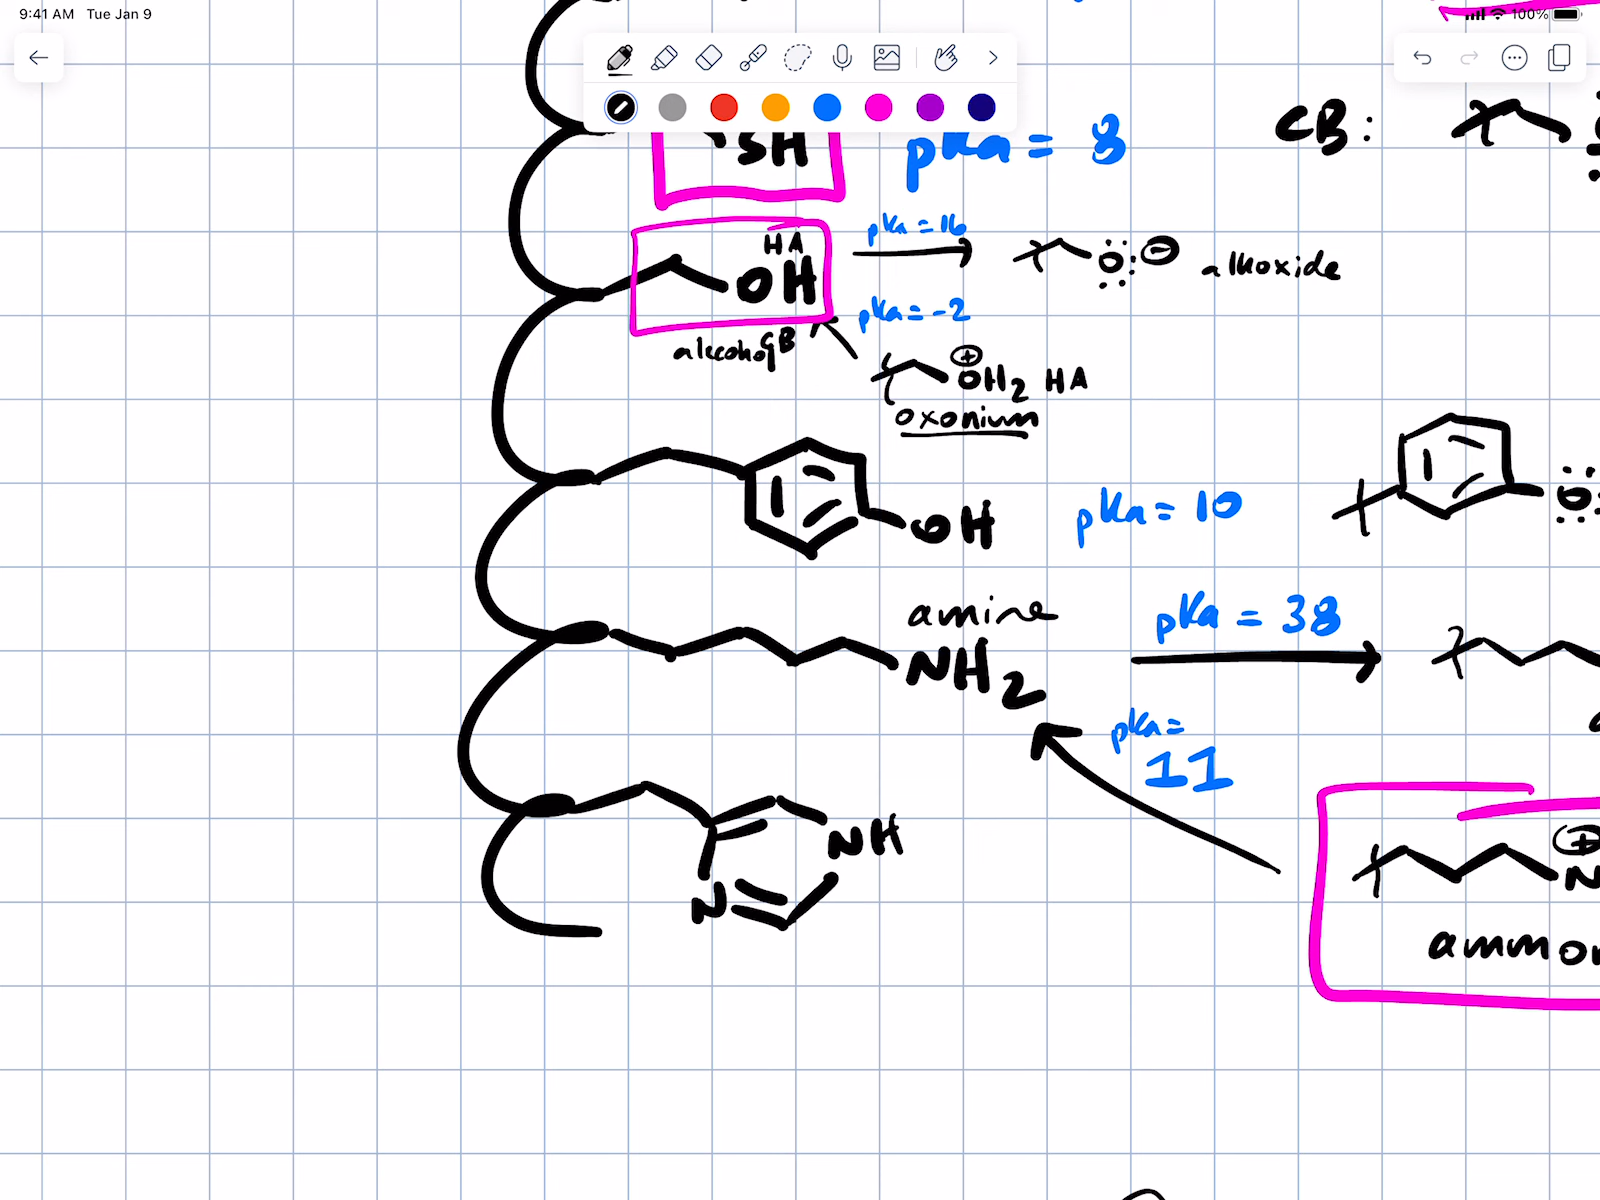 9:41 AM Tue Jan 9
100%
SH
pKa = 8
CB:
HA
OH
pKa = 16
O
alkoxide
alcohol
CB
pKa = -2
OH2 HA
oxonium
OH
pKa = 10
O
amine
NH2
pKa = 38
pKa =
11
NH
N
N
ammon